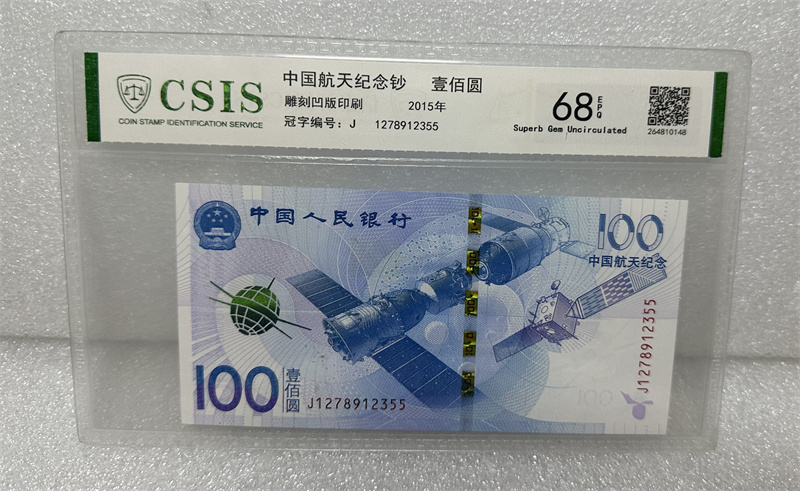 CSIS
COIN STAMP IDENTIFICATION SERVICE
中国航天纪念钞 壹佰圆
雕刻凹版印刷 2015年
冠字编号：J 1278912355
68 EPQ
Superb Gem Uncirculated
264810148
中国人民银行
100
中国航天纪念
100 壹佰圆
J1278912355
J1278912355